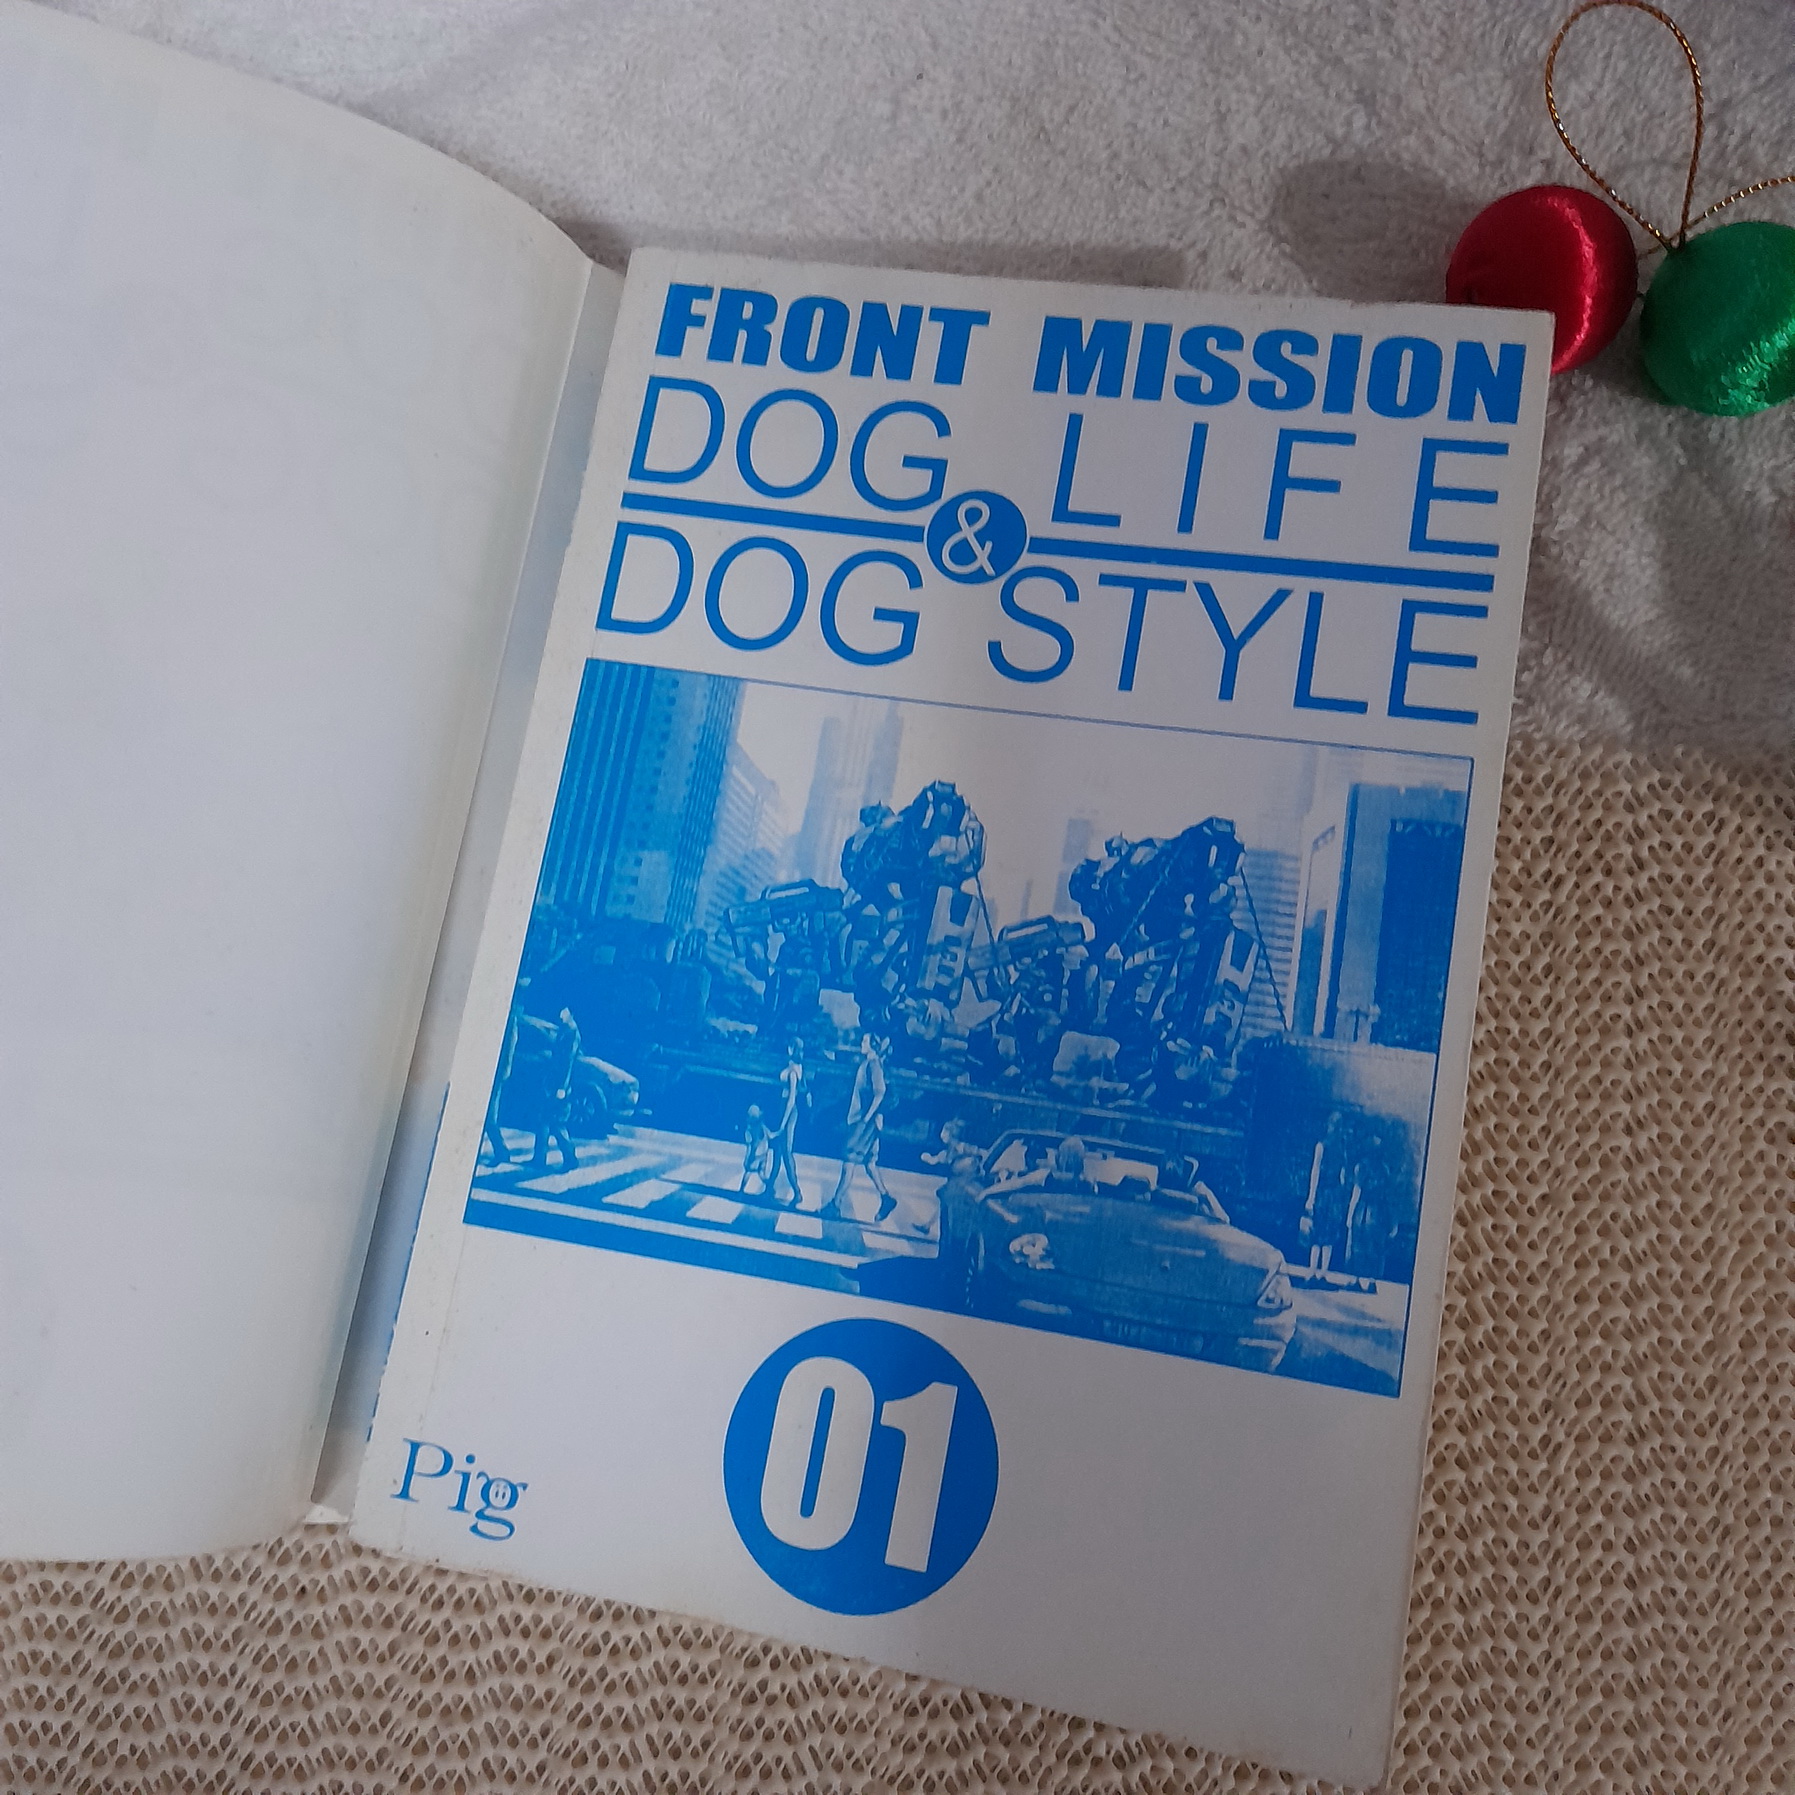 FRONT MISSION
DOG LIFE
&
DOG STYLE
01
Pig